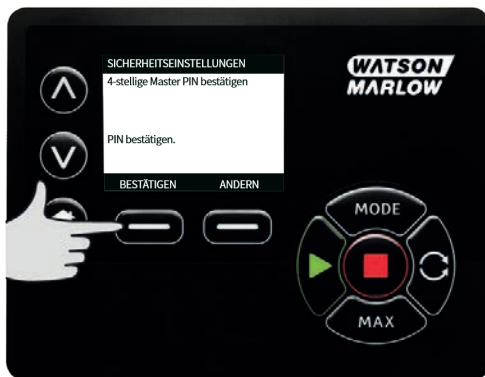 SICHERHEITSEINSTELLUNGEN
4-stellige Master PIN bestätigen
PIN bestätigen.
BESTÄTIGEN ANDERN
WATSON
MARLOW
MODE
MAX